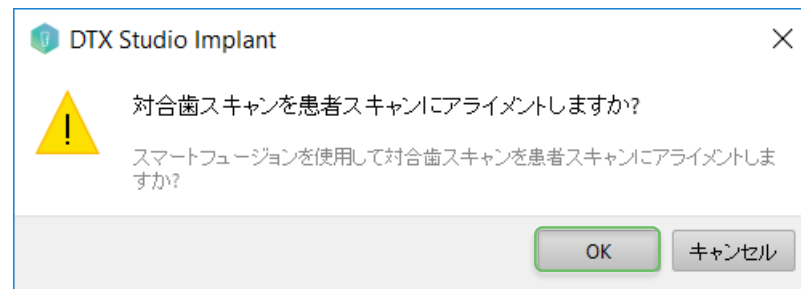 DTX Studio Implant
対合歯スキャンを患者スキャンにアライメントしますか?
スマートフュージョンを使用して対合歯スキャンを患者スキャンにアライメントしま
すか?
OK
キャンセル